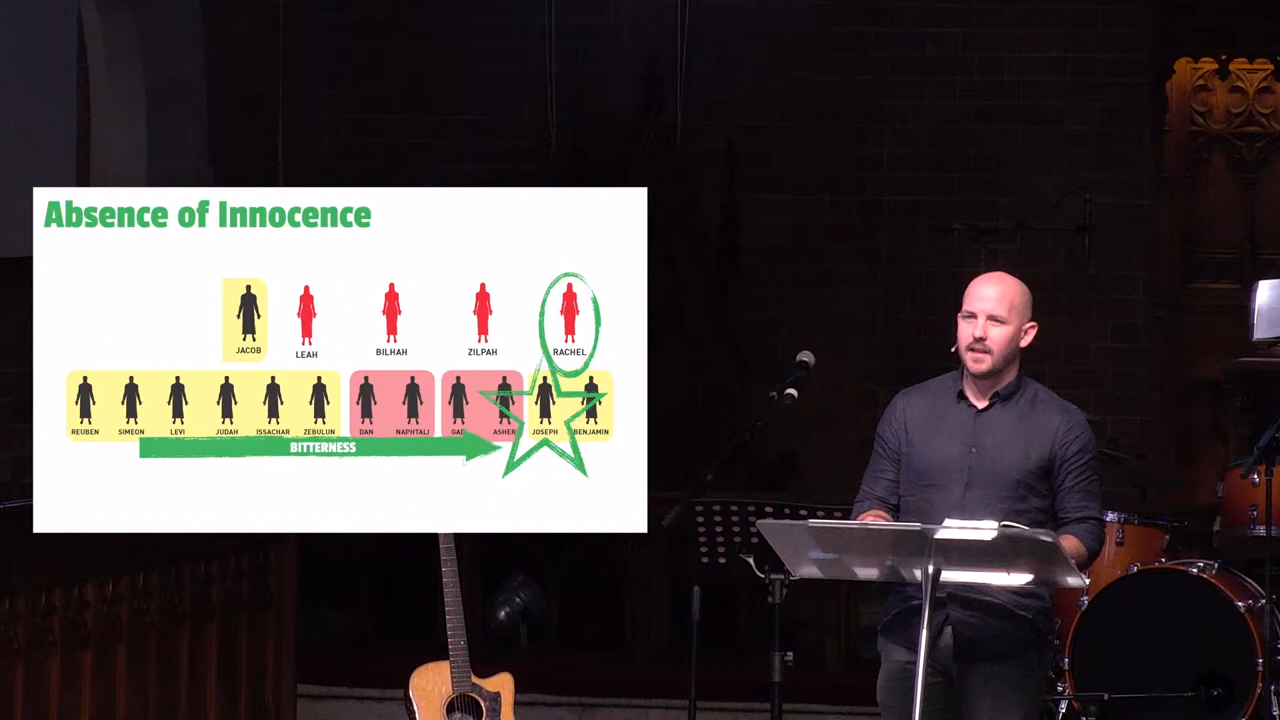 Absence of Innocence
JACOB
LEAH
BILHAH
ZILPAH
RACHEL
REUBEN
SIMEON
LEVI
JUDAH
ISSACHAR
ZEBULUN
DAN
NAPHTALI
GAD
ASHER
JOSEPH
BENJAMIN
BITTERNESS